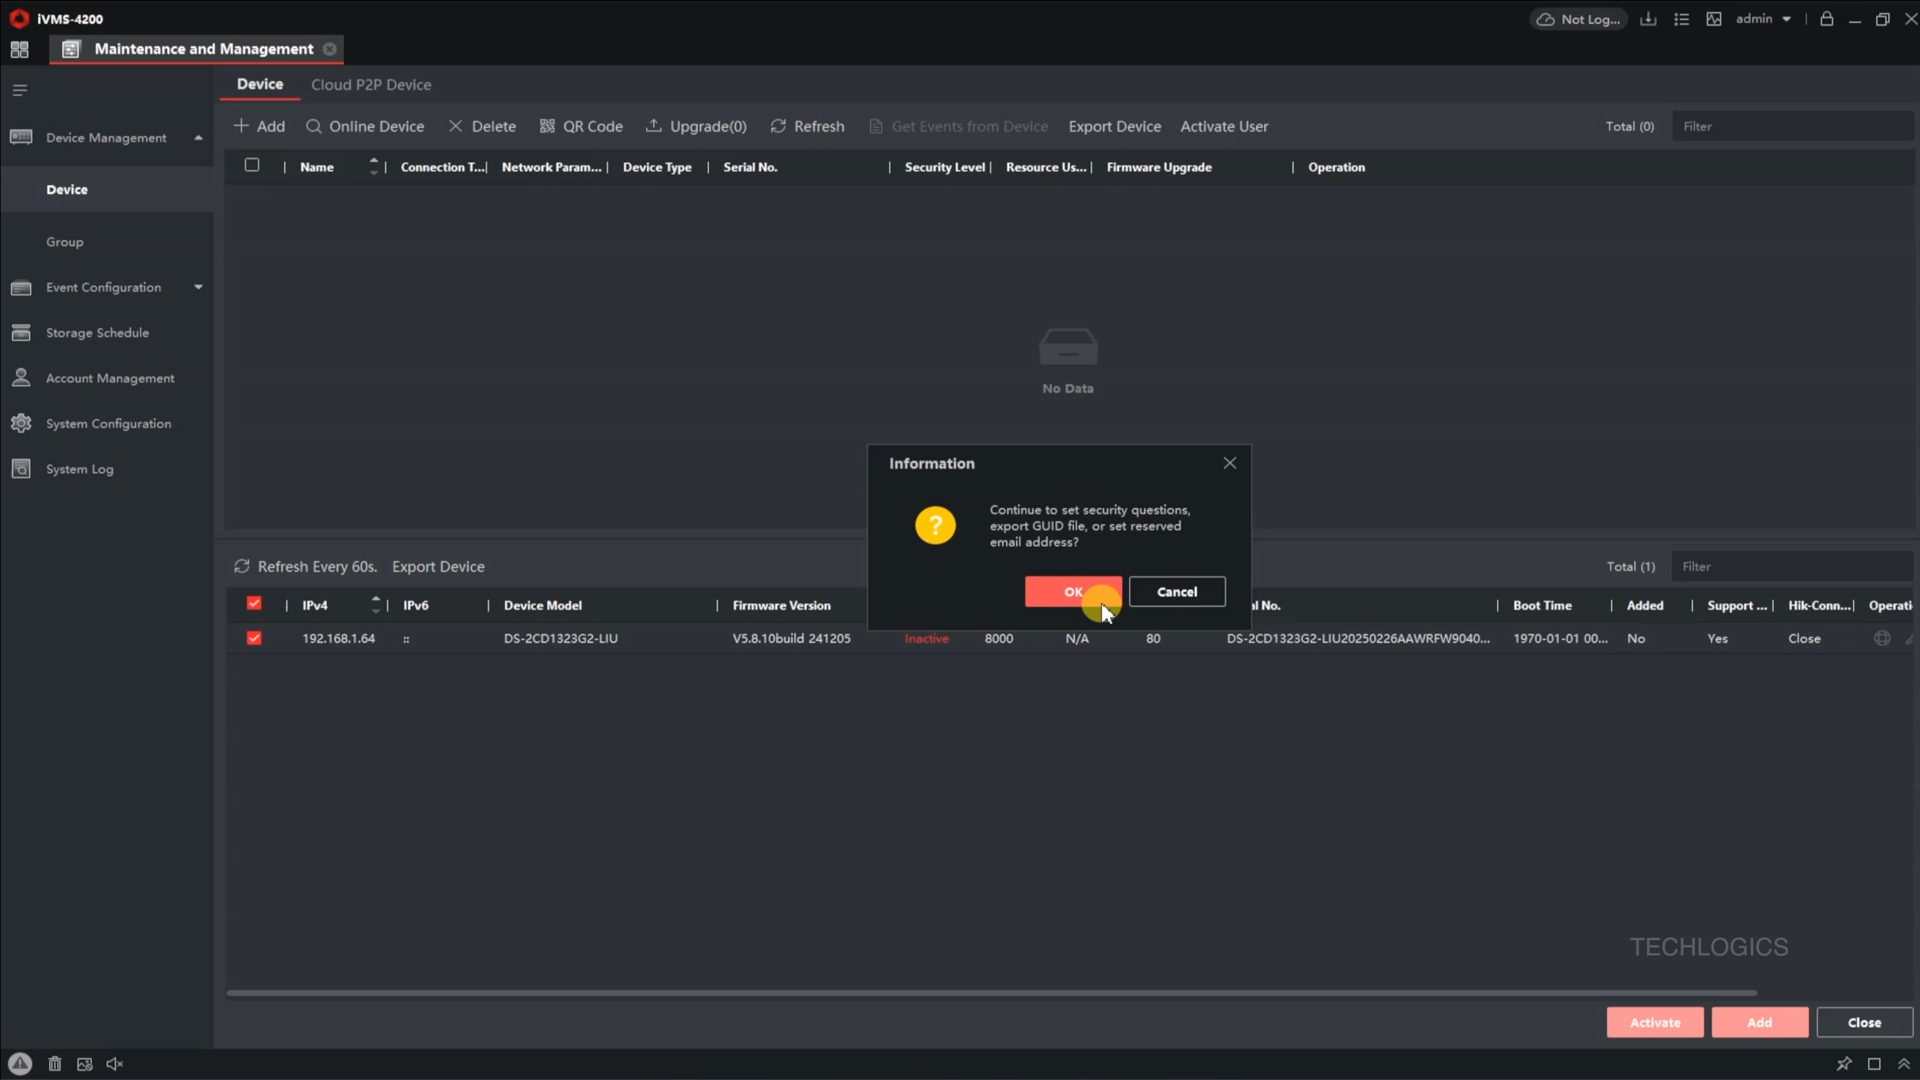 iVMS-4200
Not Log...
admin
Maintenance and Management
Device
Cloud P2P Device
Device Management
Add
Online Device
Delete
QR Code
Upgrade(0)
Refresh
Get Events from Device
Export Device
Activate User
Total (0)
Filter
Name
Connection T...
Network Param...
Device Type
Serial No.
Security Level
Resource Us...
Firmware Upgrade
Operation
Device
Group
Event Configuration
Storage Schedule
Account Management
System Configuration
System Log
No Data
Information
Continue to set security questions,
export GUID file, or set reserved
email address?
OK
Cancel
Refresh Every 60s.
Export Device
Total (1)
Filter
IPv4
IPv6
Device Model
Firmware Version
No.
Boot Time
Added
Support ...
Hik-Conn...
Operati
192.168.1.64
::
DS-2CD1323G2-LIU
V5.8.10build 241205
Inactive
8000
N/A
80
DS-2CD1323G2-LIU20250226AAWRFW9040...
1970-01-01 00...
No
Yes
Close
TECHLOGICS
Activate
Add
Close